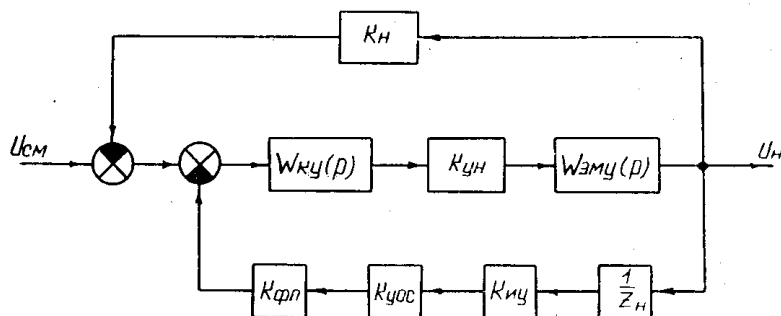 Kн
Uсм
Wку(p)
Kун
Wэму(p)
Uн
Kфп
Kуос
Kиу
1
Zн